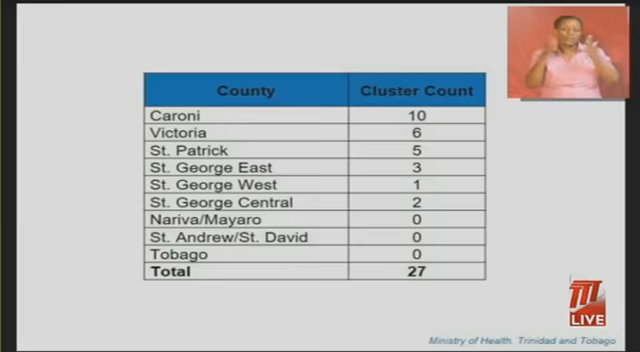 County Cluster Count
Caroni 10
Victoria 6
St. Patrick 5
St. George East 3
St. George West 1
St. George Central 2
Nariva/Mayaro 0
St. Andrew/St. David 0
Tobago 0
Total 27
LIVE
Ministry of Health, Trinidad and Tobago